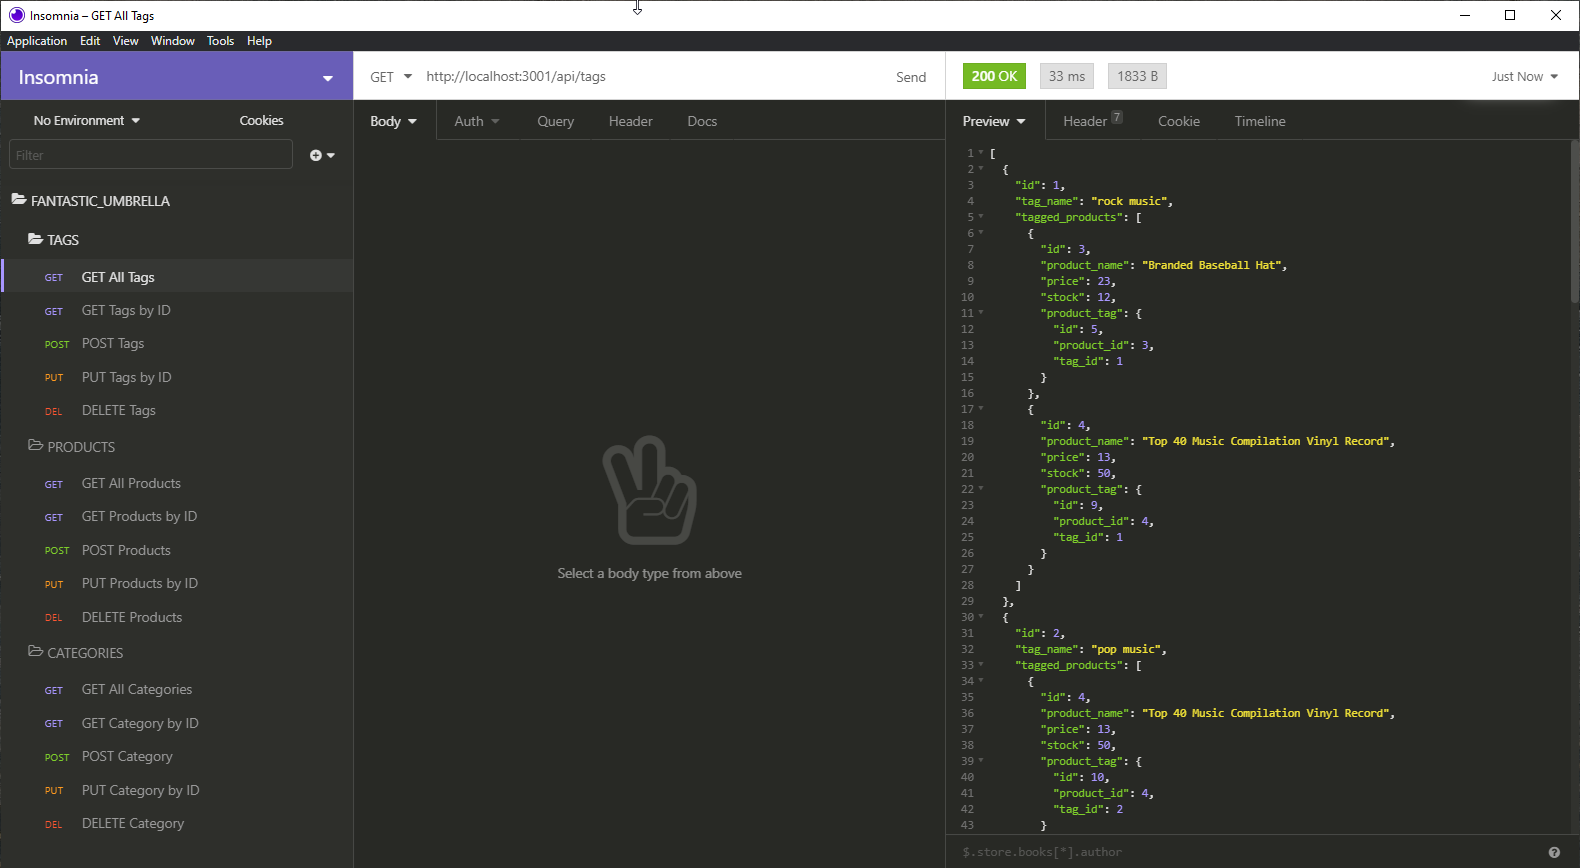 Insomnia – GET All Tags
Application Edit View Window Tools Help
Insomnia
GET http://localhost:3001/api/tags Send
200 OK 33 ms 1833 B Just Now
No Environment Cookies
Filter
FANTASTIC_UMBRELLA
TAGS
GET GET All Tags
GET GET Tags by ID
POST POST Tags
PUT PUT Tags by ID
DEL DELETE Tags
PRODUCTS
GET GET All Products
GET GET Products by ID
POST POST Products
PUT PUT Products by ID
DEL DELETE Products
CATEGORIES
GET GET All Categories
GET GET Category by ID
POST POST Category
PUT PUT Category by ID
DEL DELETE Category
Body Auth Query Header Docs
Select a body type from above
Preview Header 7 Cookie Timeline
1 [
2 {
3 "id": 1,
4 "tag_name": "rock music",
5 "tagged_products": [
6 {
7 "id": 3,
8 "product_name": "Branded Baseball Hat",
9 "price": 23,
10 "stock": 12,
11 "product_tag": {
12 "id": 5,
13 "product_id": 3,
14 "tag_id": 1
15 }
16 },
17 {
18 "id": 4,
19 "product_name": "Top 40 Music Compilation Vinyl Record",
20 "price": 13,
21 "stock": 50,
22 "product_tag": {
23 "id": 9,
24 "product_id": 4,
25 "tag_id": 1
26 }
27 }
28 ]
29 },
30 {
31 "id": 2,
32 "tag_name": "pop music",
33 "tagged_products": [
34 {
35 "id": 4,
36 "product_name": "Top 40 Music Compilation Vinyl Record",
37 "price": 13,
38 "stock": 50,
39 "product_tag": {
40 "id": 10,
41 "product_id": 4,
42 "tag_id": 2
43 }
$.store.books[*].author